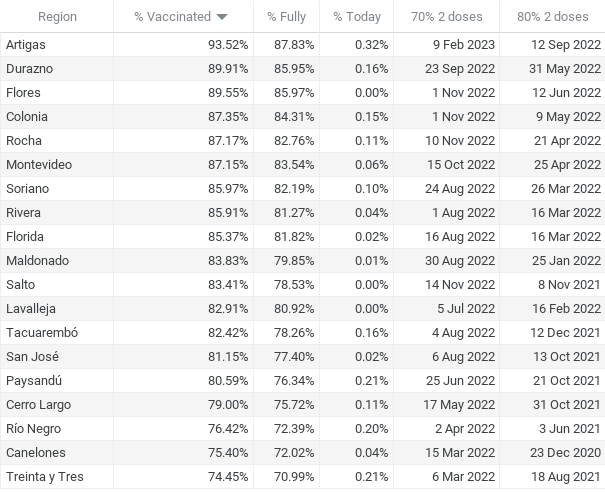 Region % Vaccinated % Fully % Today 70% 2 doses 80% 2 doses
Artigas 93.52% 87.83% 0.32% 9 Feb 2023 12 Sep 2022
Durazno 89.91% 85.95% 0.16% 23 Sep 2022 31 May 2022
Flores 89.55% 85.97% 0.00% 1 Nov 2022 12 Jun 2022
Colonia 87.35% 84.31% 0.15% 1 Nov 2022 9 May 2022
Rocha 87.17% 82.76% 0.11% 10 Nov 2022 21 Apr 2022
Montevideo 87.15% 83.54% 0.06% 15 Oct 2022 25 Apr 2022
Soriano 85.97% 82.19% 0.10% 24 Aug 2022 26 Mar 2022
Rivera 85.91% 81.27% 0.04% 1 Aug 2022 16 Mar 2022
Florida 85.37% 81.82% 0.02% 16 Aug 2022 16 Mar 2022
Maldonado 83.83% 79.85% 0.01% 30 Aug 2022 25 Jan 2022
Salto 83.41% 78.53% 0.00% 14 Nov 2022 8 Nov 2021
Lavalleja 82.91% 80.92% 0.00% 5 Jul 2022 16 Feb 2022
Tacuarembó 82.42% 78.26% 0.16% 4 Aug 2022 12 Dec 2021
San José 81.15% 77.40% 0.02% 6 Aug 2022 13 Oct 2021
Paysandú 80.59% 76.34% 0.21% 25 Jun 2022 21 Oct 2021
Cerro Largo 79.00% 75.72% 0.11% 17 May 2022 31 Oct 2021
Río Negro 76.42% 72.39% 0.20% 2 Apr 2022 3 Jun 2021
Canelones 75.40% 72.02% 0.04% 15 Mar 2022 23 Dec 2020
Treinta y Tres 74.45% 70.99% 0.21% 6 Mar 2022 18 Aug 2021